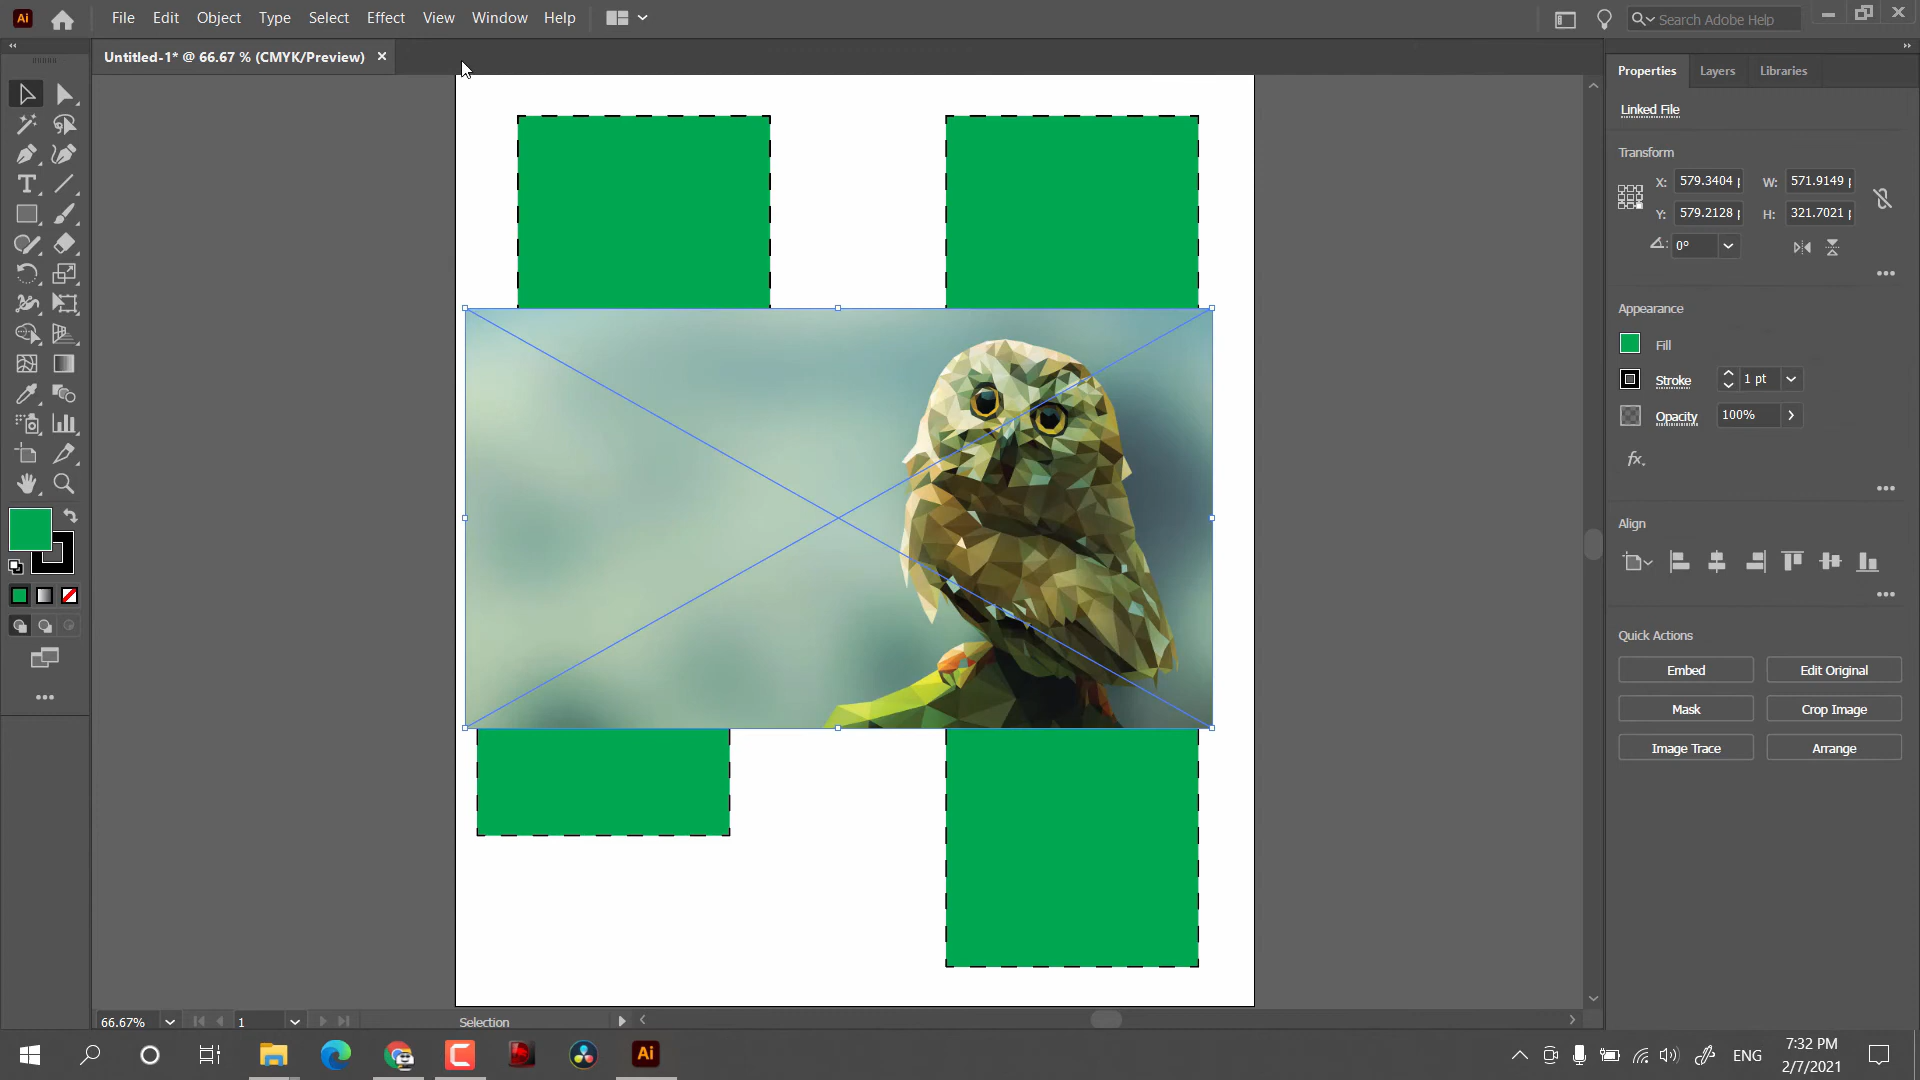 Ai File Edit Object Type Select Effect View Window Help Search Adobe Help
Untitled-1* @ 66.67 % (CMYK/Preview)
Properties Layers Libraries
Linked File
Transform
X: 579.3404 p W: 571.9149 p
Y: 579.2128 p H: 321.7021 p
0°
Appearance
Fill
Stroke 1 pt
Opacity 100%
fx.
Align
Quick Actions
Embed Edit Original
Mask Crop Image
Image Trace Arrange
66.67% 1 Selection
Ai ENG 7:32 PM
2/7/2021